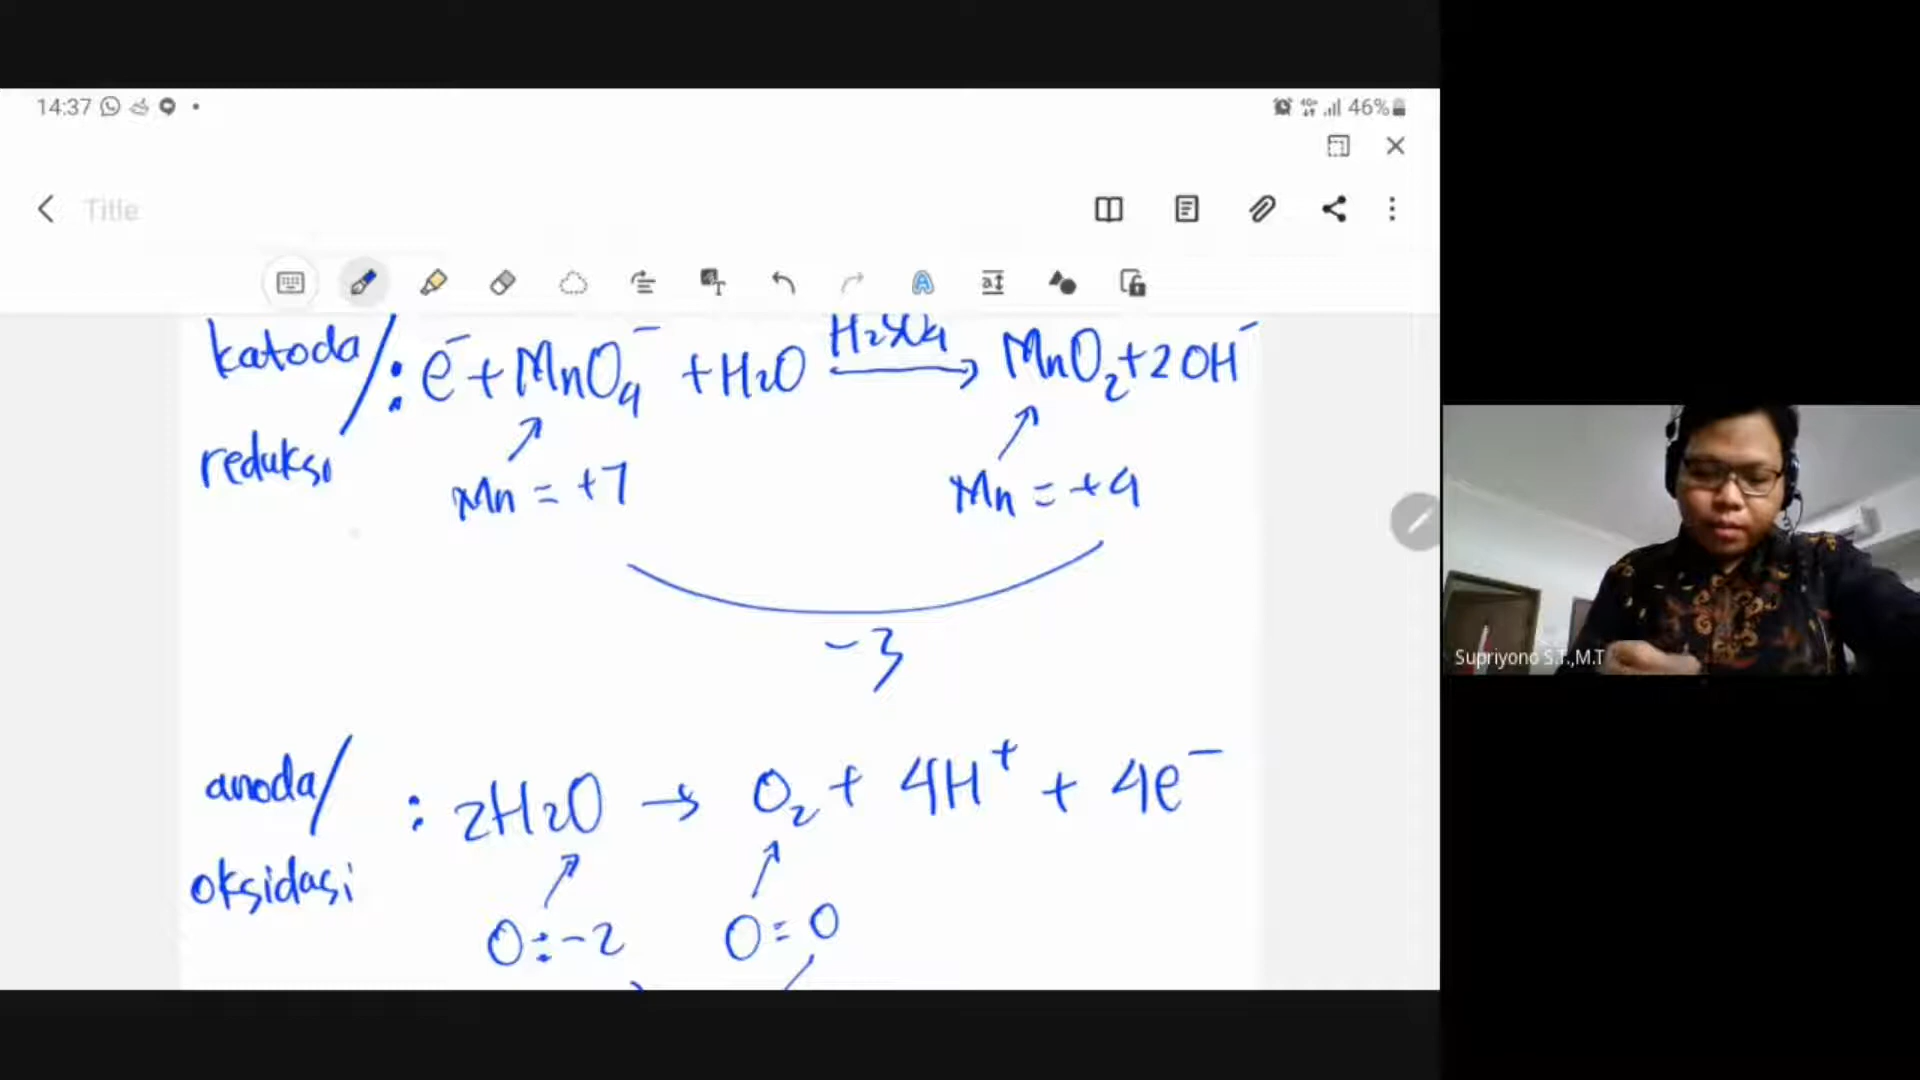 14:37
46%
Title
katoda/ : e⁻ + MnO₄⁻ + H₂O → MnO₂ + 2OH⁻
H₂SO₄
reduksi
Mn = +7
Mn = +4
-3
anoda/ : 2H₂O → O₂ + 4H⁺ + 4e⁻
oksidasi
O = -2
O = 0
Supriyono S.T.,M.T